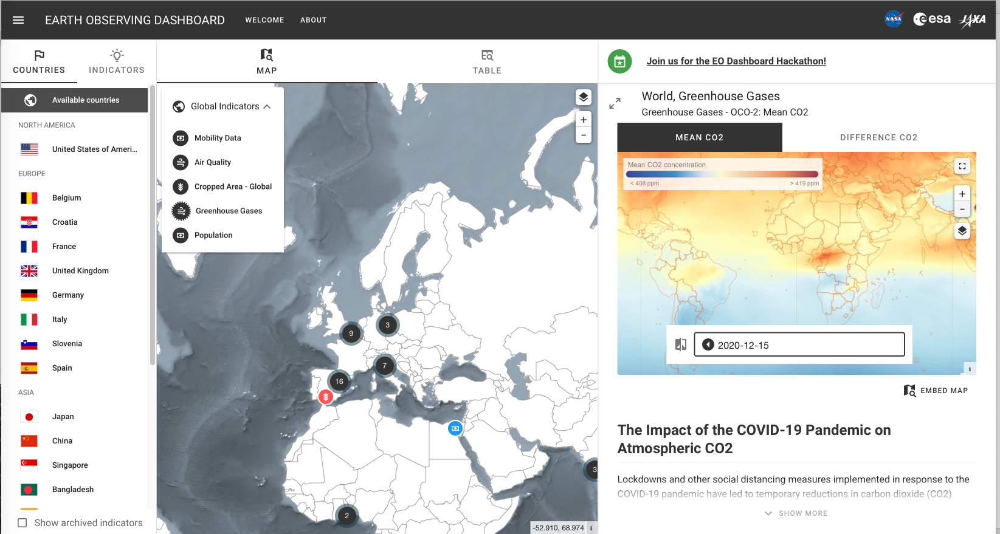 EARTH OBSERVING DASHBOARD
WELCOME
ABOUT
NASA
esa
JAXA
COUNTRIES
INDICATORS
MAP
TABLE
Join us for the EO Dashboard Hackathon!
Available countries
NORTH AMERICA
United States of Ameri...
EUROPE
Belgium
Croatia
France
United Kingdom
Germany
Italy
Slovenia
Spain
ASIA
Japan
China
Singapore
Bangladesh
Show archived indicators
Global Indicators
Mobility Data
Air Quality
Cropped Area - Global
Greenhouse Gases
Population
+
−
9
3
7
16
3
2
-52.910, 68.974
i
World, Greenhouse Gases
Greenhouse Gases - OCO-2: Mean CO2
MEAN CO2
DIFFERENCE CO2
Mean CO2 concentration
< 408 ppm
> 419 ppm
+
−
2020-12-15
i
EMBED MAP
The Impact of the COVID-19 Pandemic on
Atmospheric CO2
Lockdowns and other social distancing measures implemented in response to the
COVID-19 pandemic have led to temporary reductions in carbon dioxide (CO2)
SHOW MORE